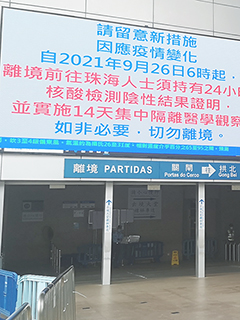 請留意新措施
因應疫情變化
自2021年9月26日6時起，
離境前往珠海人士須持有24小時
核酸檢測陰性結果證明，
並實施14天集中隔離醫學觀察
如非必要，切勿離境。
離境 PARTIDAS
關閘
Portas do Cerco
拱北
Gong Bei